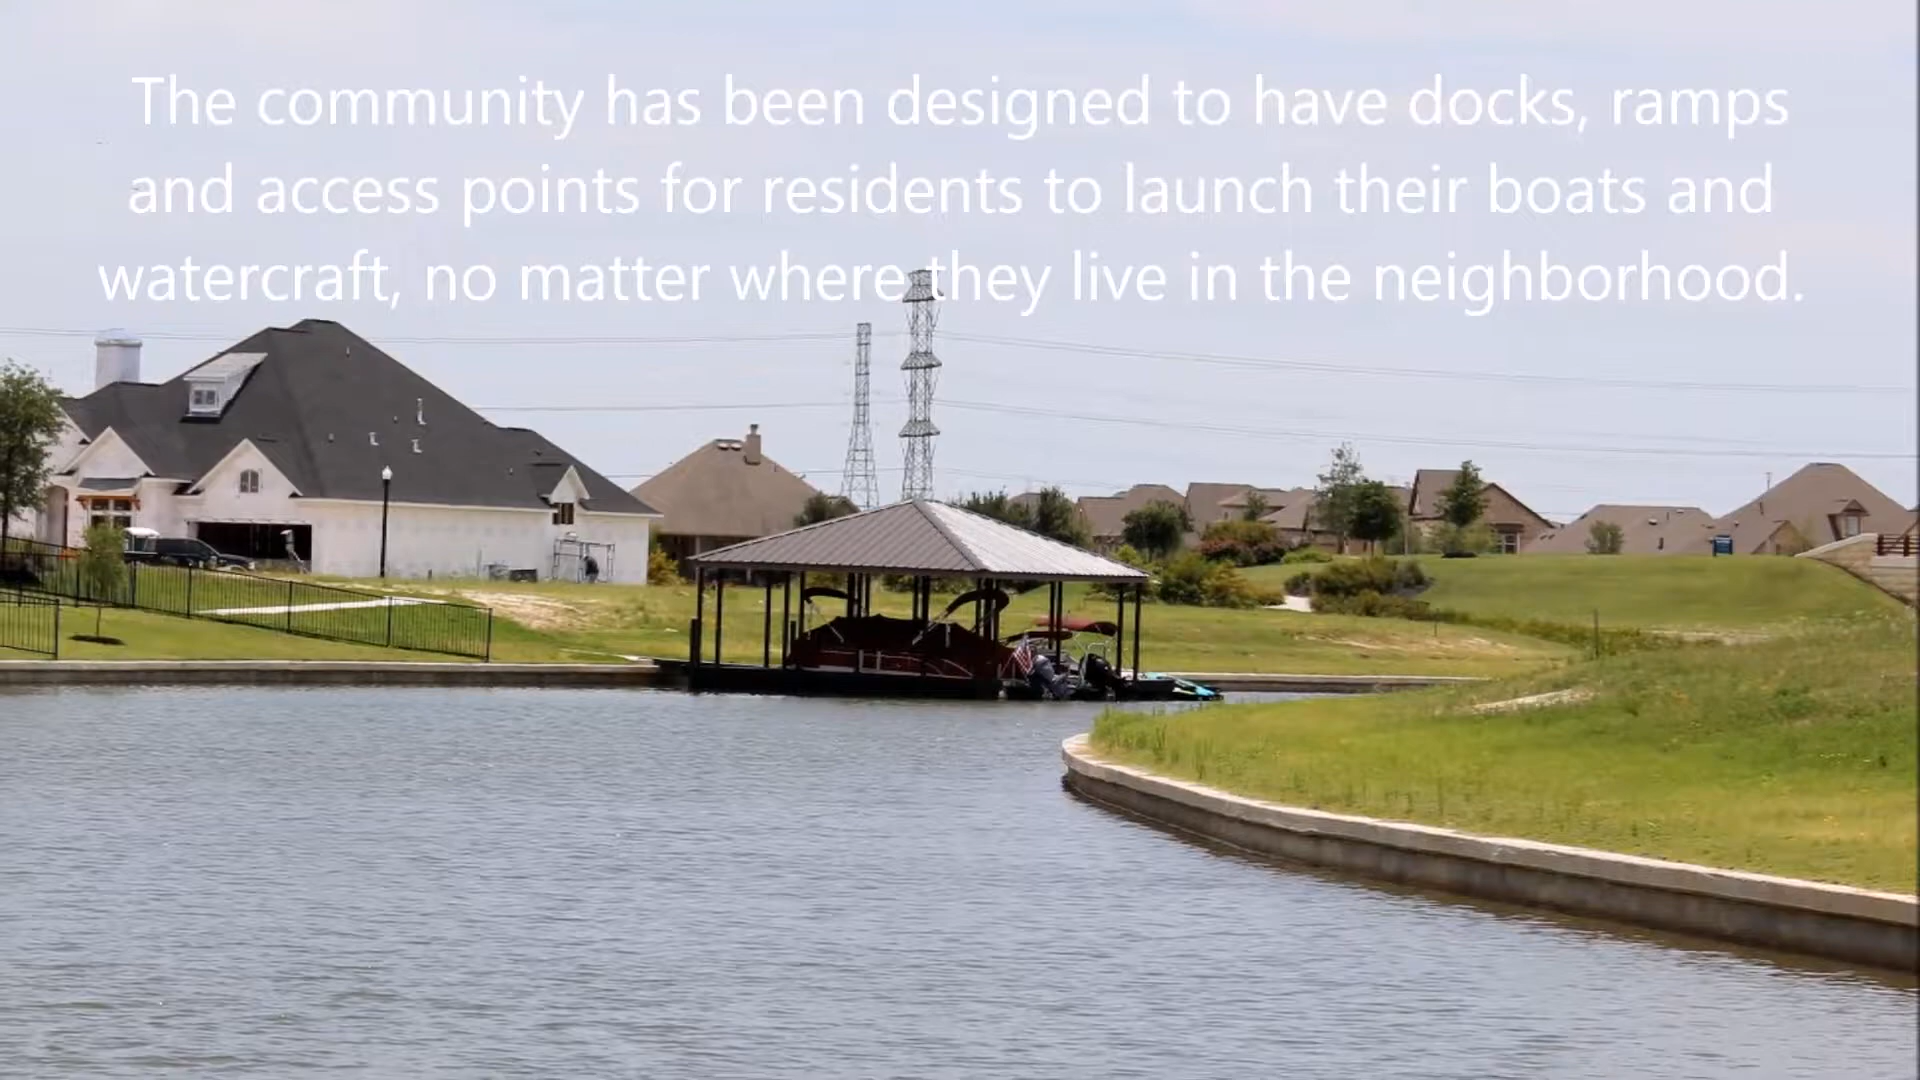 The community has been designed to have docks, ramps
and access points for residents to launch their boats and
watercraft, no matter where they live in the neighborhood.